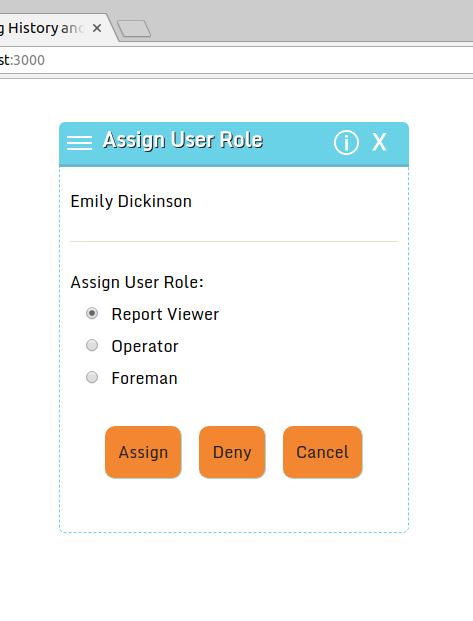 g History and
st:3000
Assign User Role
i X
Emily Dickinson
Assign User Role:
Report Viewer
Operator
Foreman
Assign Deny Cancel